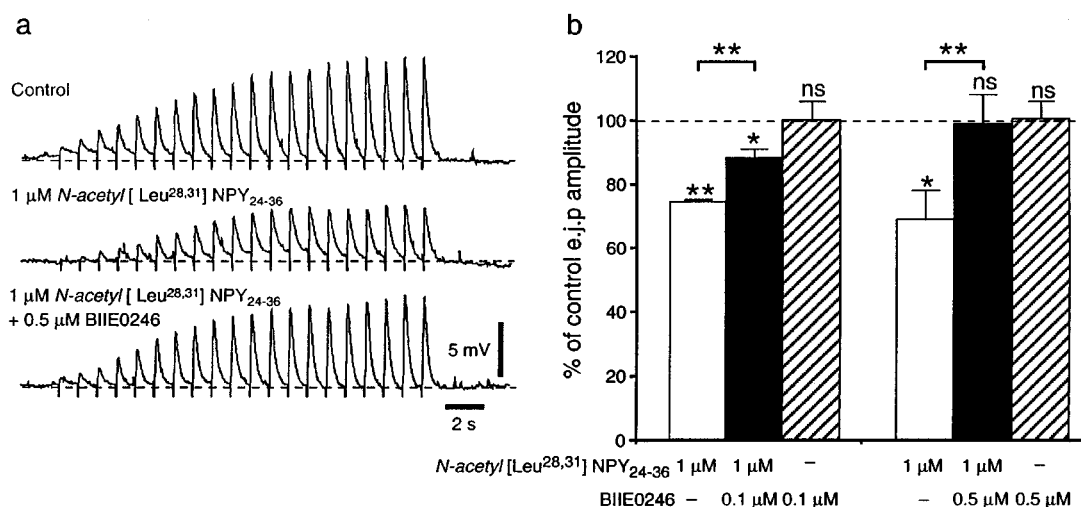 a
Control
1 μM N-acetyl [ Leu28,31] NPY24-36
1 μM N-acetyl [ Leu28,31] NPY24-36
+ 0.5 μM BIIE0246
5 mV
2 s
b
% of control e.j.p amplitude
120
100
80
60
40
20
0
** **
ns ns ns
** * *
N-acetyl [Leu28,31] NPY24-36 1 μM 1 μM – 1 μM 1 μM –
BIIE0246 – 0.1 μM 0.1 μM – 0.5 μM 0.5 μM